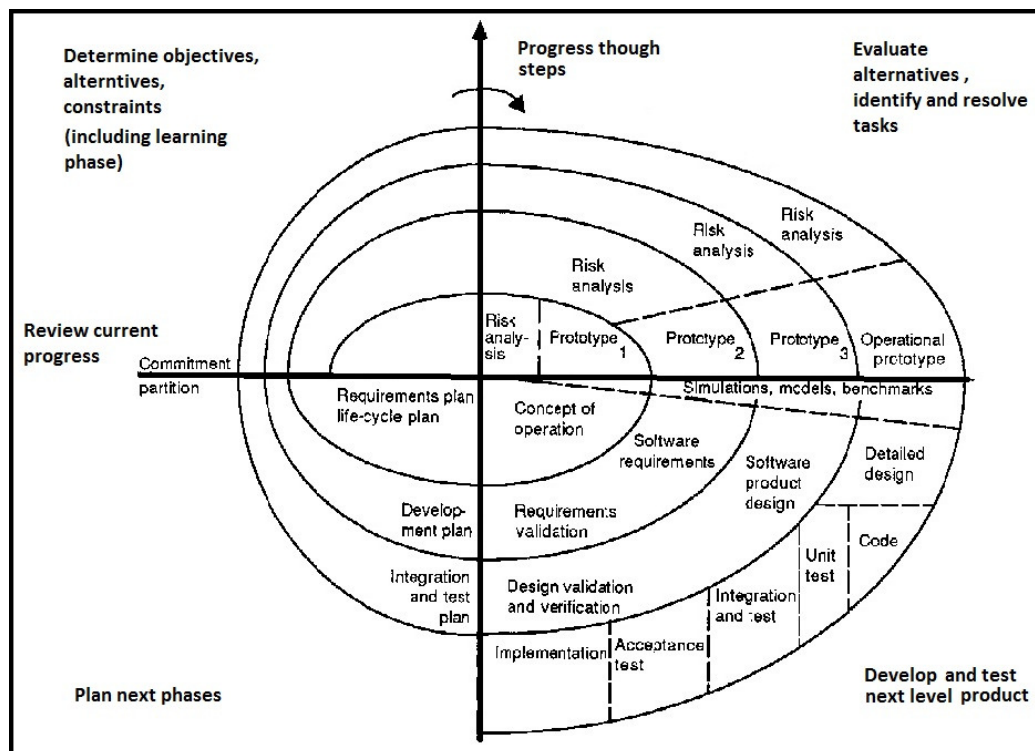 Determine objectives,
alterntives,
constraints
(including learning
phase)
Progress though
steps
Evaluate
alternatives ,
identify and resolve
tasks
Risk
analysis
Risk
analysis
Risk
analysis
Risk
analy-
sis
Prototype
1
Prototype
2
Prototype
3
Operational
prototype
Review current
progress
Commitment
partition
Simulations, models, benchmarks
Requirements plan
life-cycle plan
Concept of
operation
Software
requirements
Software
product
design
Detailed
design
Develop-
ment plan
Requirements
validation
Code
Unit
test
Integration
and test
plan
Design validation
and verification
Integration
and test
Acceptance
test
Implementation
Plan next phases
Develop and test
next level product